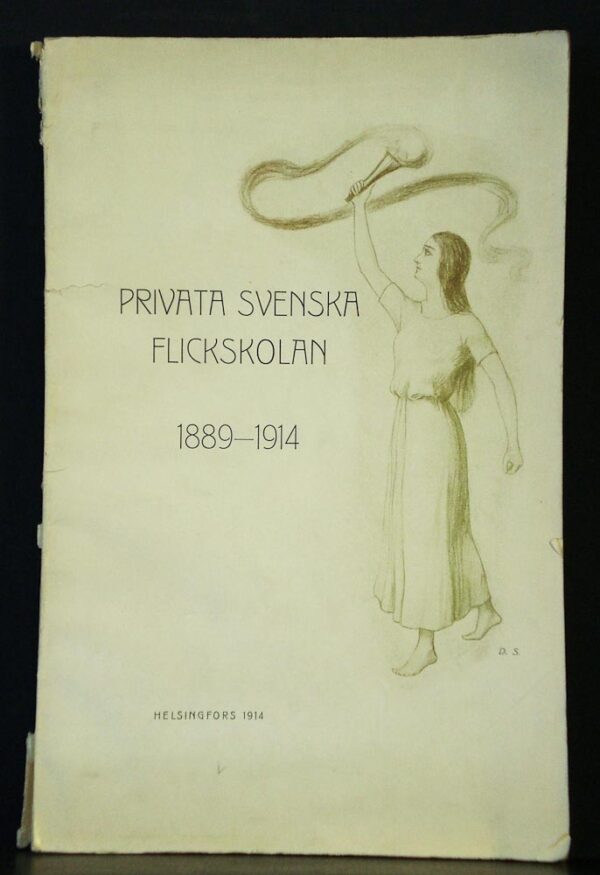 PRIVATA SVENSKA
FLICKSKOLAN
1889—1914
D. S.
HELSINGFORS 1914